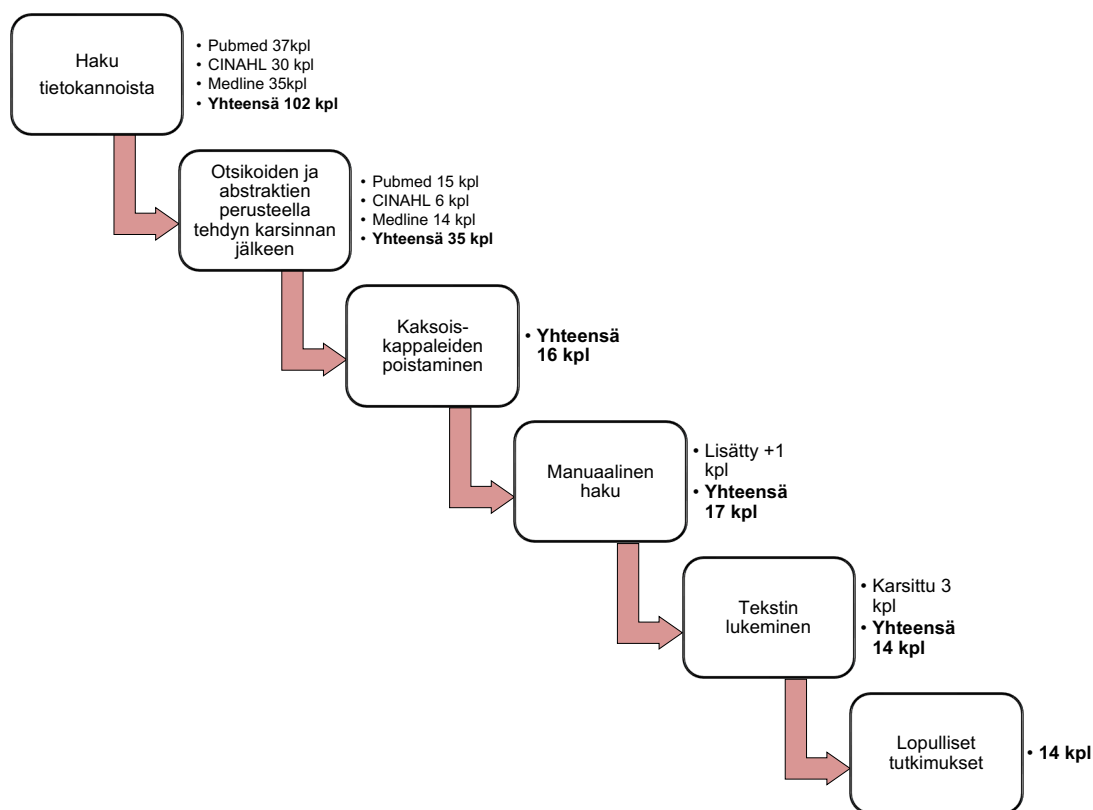 Haku
tietokannoista
• Pubmed 37kpl
• CINAHL 30 kpl
• Medline 35kpl
• Yhteensä 102 kpl
Otsikoiden ja
abstraktien
perusteella
tehdyn karsinnan
jälkeen
• Pubmed 15 kpl
• CINAHL 6 kpl
• Medline 14 kpl
• Yhteensä 35 kpl
Kaksois-
kappaleiden
poistaminen
• Yhteensä
16 kpl
Manuaalinen
haku
• Lisätty +1
kpl
• Yhteensä
17 kpl
Tekstin
lukeminen
• Karsittu 3
kpl
• Yhteensä
14 kpl
Lopulliset
tutkimukset
• 14 kpl